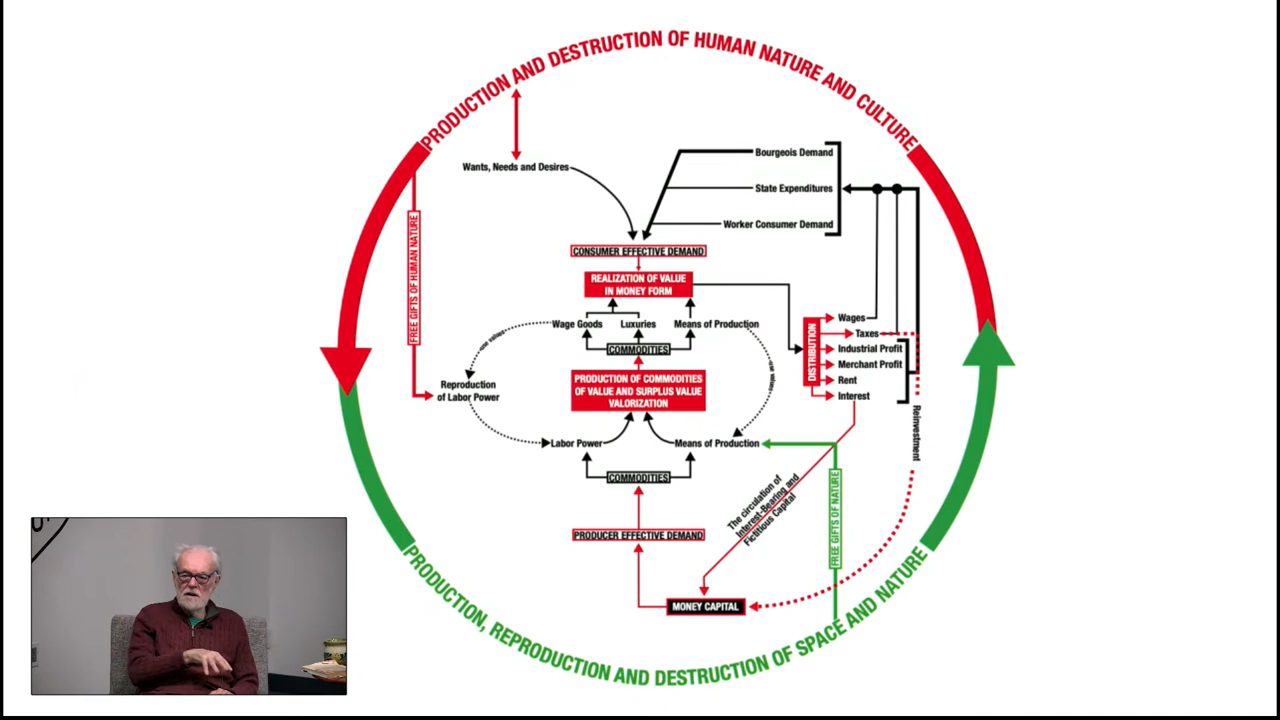 PRODUCTION AND DESTRUCTION OF HUMAN NATURE AND CULTURE
Wants, Needs and Desires
Bourgeois Demand
State Expenditures
Worker Consumer Demand
FREE GIFTS OF HUMAN NATURE
CONSUMER EFFECTIVE DEMAND
REALIZATION OF VALUE
IN MONEY FORM
Wage Goods
Luxuries
Means of Production
use values
use values
COMMODITIES
DISTRIBUTION
Wages
Taxes
Industrial Profit
Merchant Profit
Rent
Interest
Reproduction
of Labor Power
PRODUCTION OF COMMODITIES
OF VALUE AND SURPLUS VALUE
VALORIZATION
Reinvestment
Labor Power
Means of Production
COMMODITIES
The circulation of
Interest-Bearing and
Fictitious Capital
FREE GIFTS OF NATURE
PRODUCER EFFECTIVE DEMAND
MONEY CAPITAL
PRODUCTION, REPRODUCTION AND DESTRUCTION OF SPACE AND NATURE